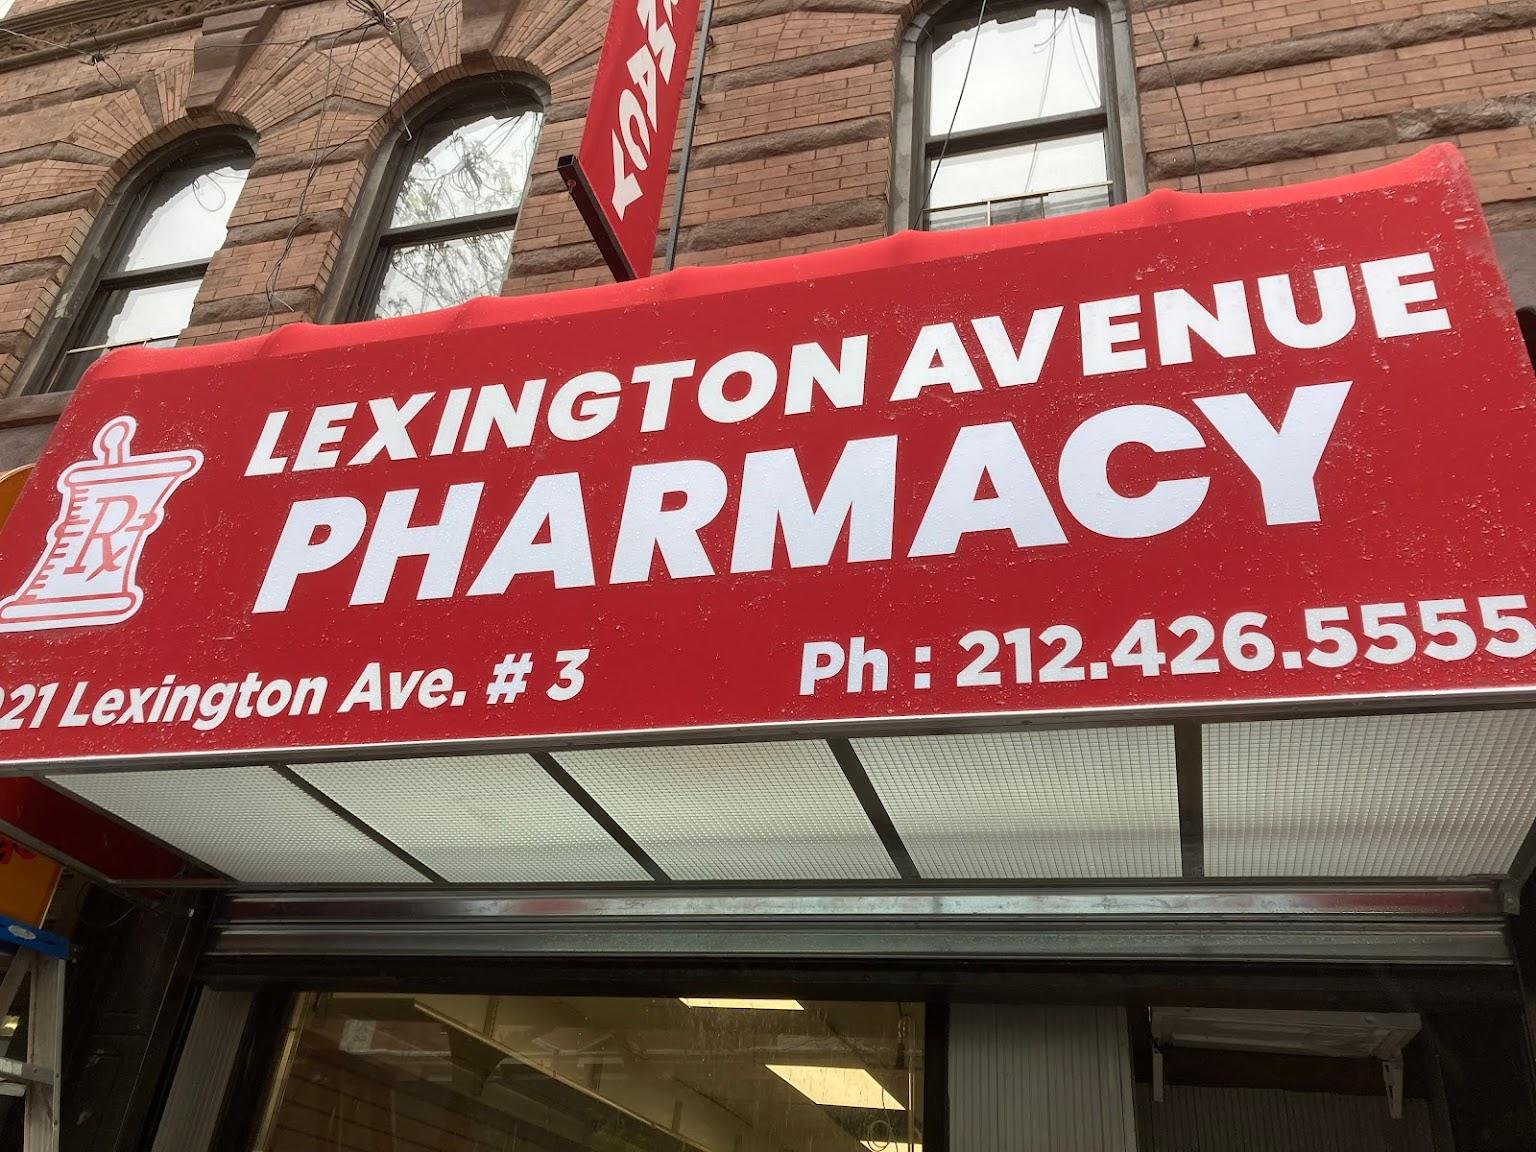 LEXINGTON AVENUE
PHARMACY
Rx
21 Lexington Ave. # 3
Ph : 212.426.5555